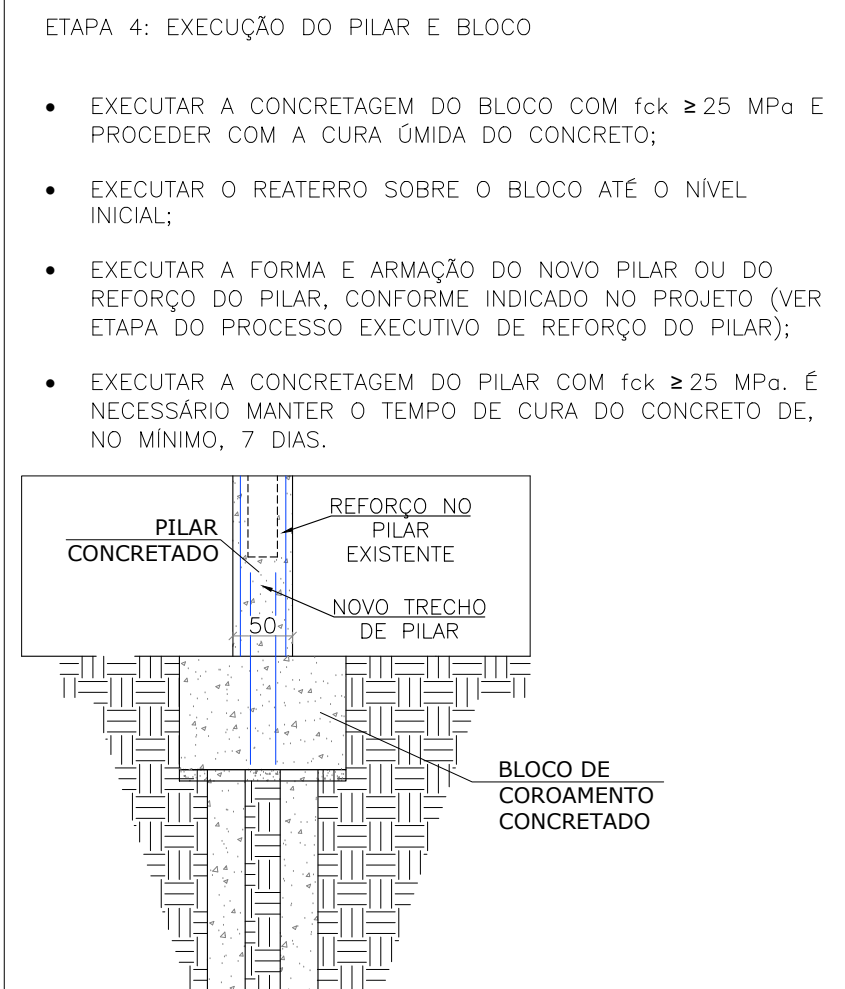 ETAPA 4: EXECUÇÃO DO PILAR E BLOCO
• EXECUTAR A CONCRETAGEM DO BLOCO COM fck ≥ 25 MPa E
PROCEDER COM A CURA ÚMIDA DO CONCRETO;
• EXECUTAR O REATERRO SOBRE O BLOCO ATÉ O NÍVEL
INICIAL;
• EXECUTAR A FORMA E ARMAÇÃO DO NOVO PILAR OU DO
REFORÇO DO PILAR, CONFORME INDICADO NO PROJETO (VER
ETAPA DO PROCESSO EXECUTIVO DE REFORÇO DO PILAR);
• EXECUTAR A CONCRETAGEM DO PILAR COM fck ≥ 25 MPa. É
NECESSÁRIO MANTER O TEMPO DE CURA DO CONCRETO DE,
NO MÍNIMO, 7 DIAS.
PILAR
CONCRETADO
REFORÇO NO
PILAR
EXISTENTE
NOVO TRECHO
DE PILAR
50
BLOCO DE
COROAMENTO
CONCRETADO